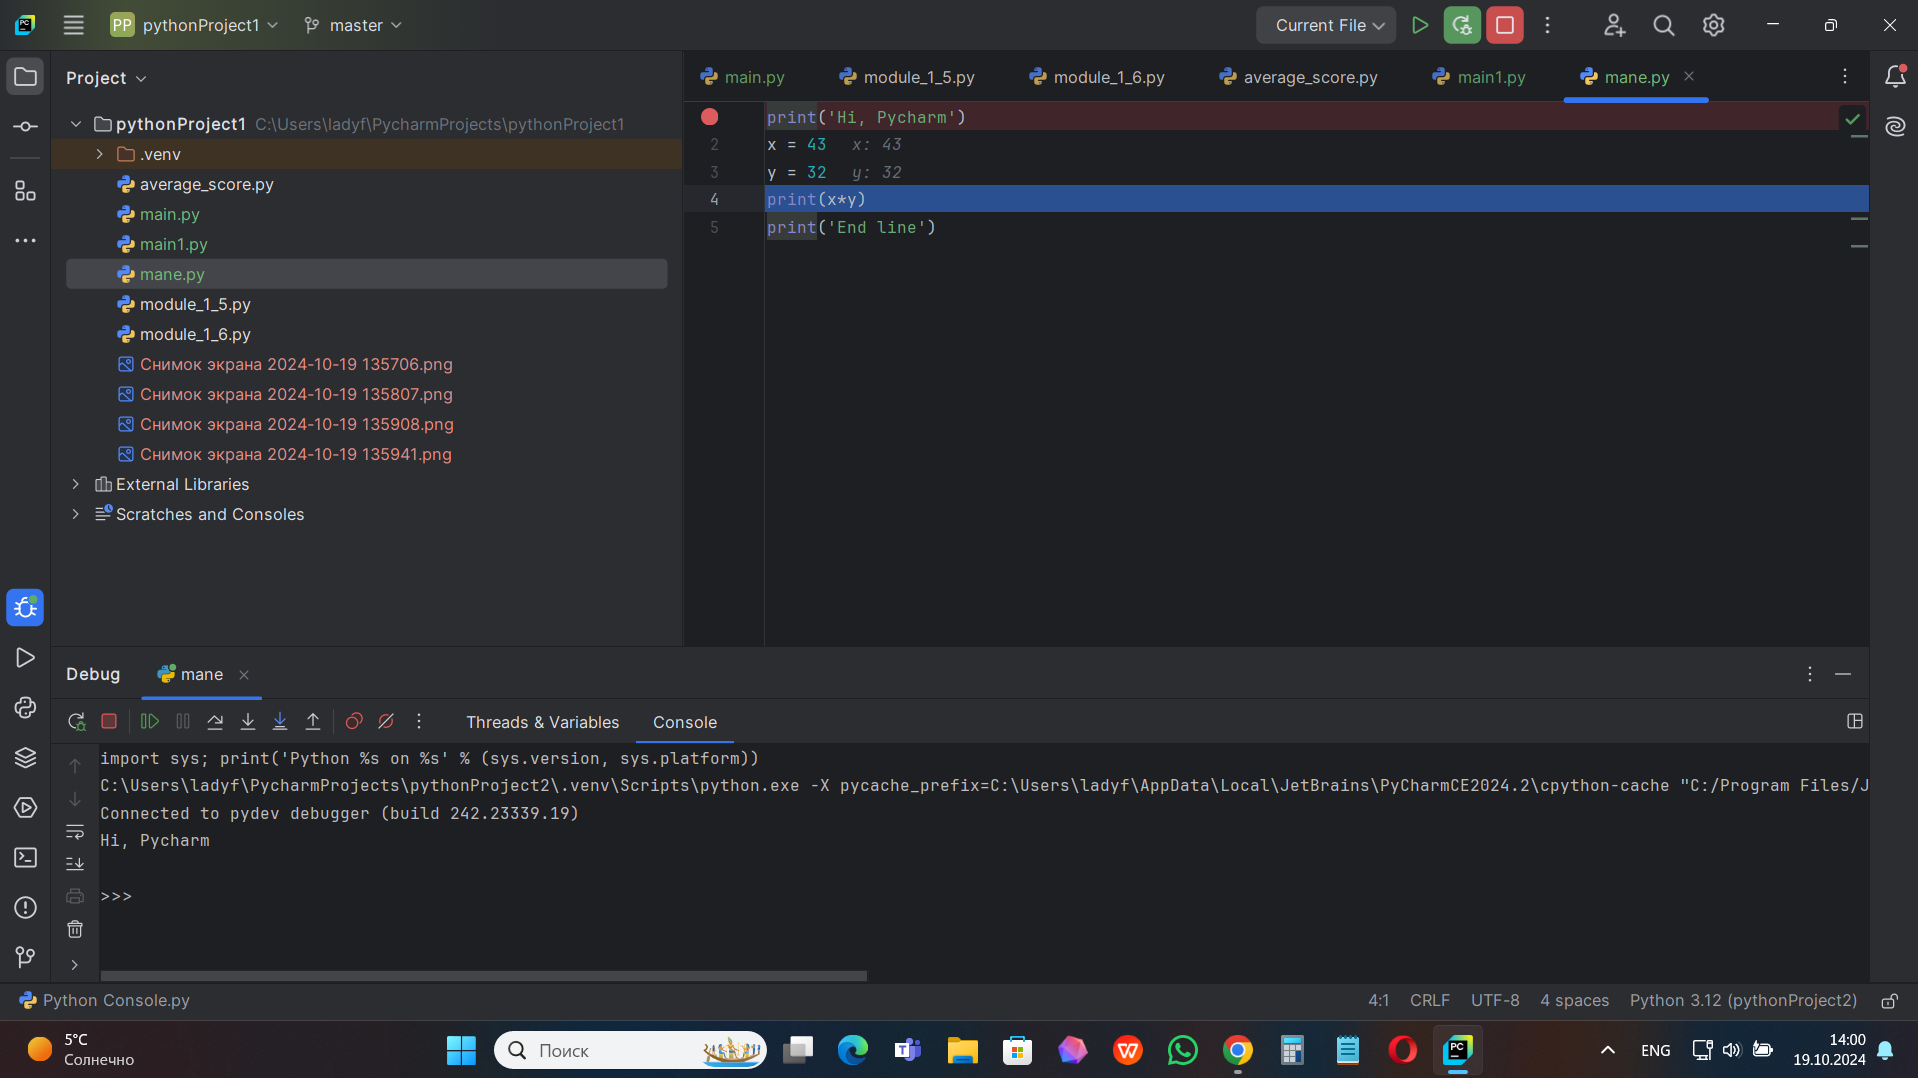 PP pythonProject1 master Current File
Project
main.py module_1_5.py module_1_6.py average_score.py main1.py mane.py
pythonProject1 C:\Users\ladyf\PycharmProjects\pythonProject1
.venv
average_score.py
main.py
main1.py
mane.py
module_1_5.py
module_1_6.py
Снимок экрана 2024-10-19 135706.png
Снимок экрана 2024-10-19 135807.png
Снимок экрана 2024-10-19 135908.png
Снимок экрана 2024-10-19 135941.png
External Libraries
Scratches and Consoles
print('Hi, Pycharm')
2 x = 43 x: 43
3 y = 32 y: 32
4 print(x*y)
5 print('End line')
Debug mane
Threads & Variables Console
import sys; print('Python %s on %s' % (sys.version, sys.platform))
C:\Users\ladyf\PycharmProjects\pythonProject2\.venv\Scripts\python.exe -X pycache_prefix=C:\Users\ladyf\AppData\Local\JetBrains\PyCharmCE2024.2\cpython-cache "C:/Program Files/J
Connected to pydev debugger (build 242.23339.19)
Hi, Pycharm
>>>
Python Console.py 4:1 CRLF UTF-8 4 spaces Python 3.12 (pythonProject2)
5°C
Солнечно
Поиск
ENG
14:00
19.10.2024